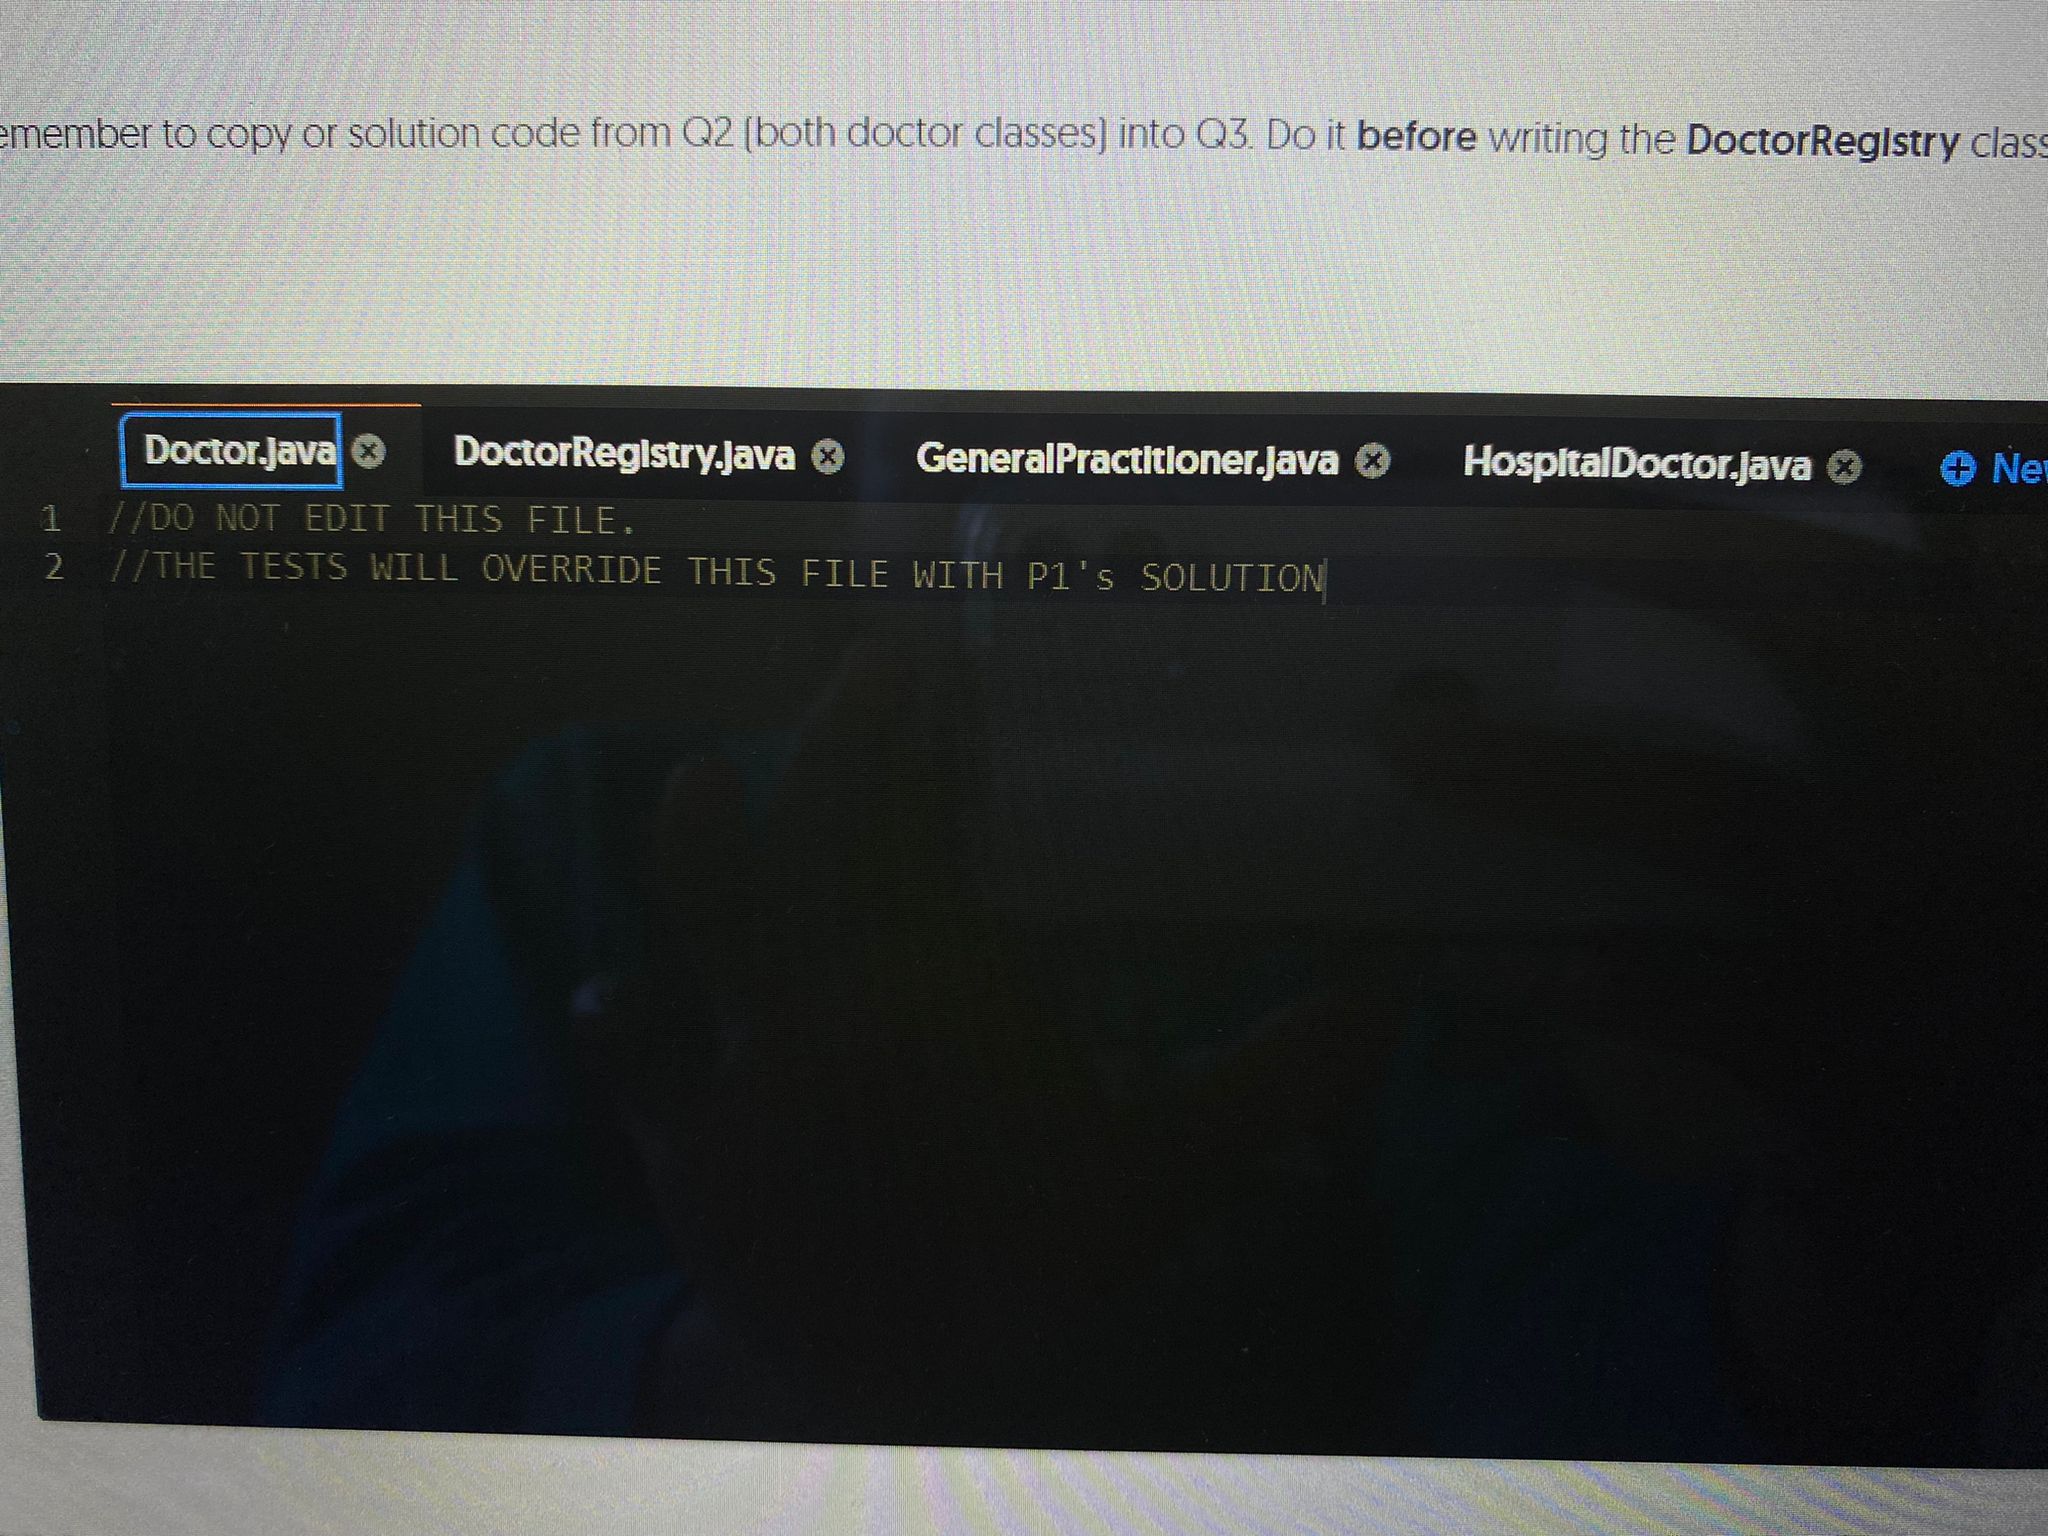 emember to copy or solution code from Q2 (both doctor classes) into Q3. Do it before writing the DoctorRegistry class
Doctor.java DoctorRegistry.java GeneralPractitioner.java HospitalDoctor.java New
1 //DO NOT EDIT THIS FILE.
2 //THE TESTS WILL OVERRIDE THIS FILE WITH P1's SOLUTION